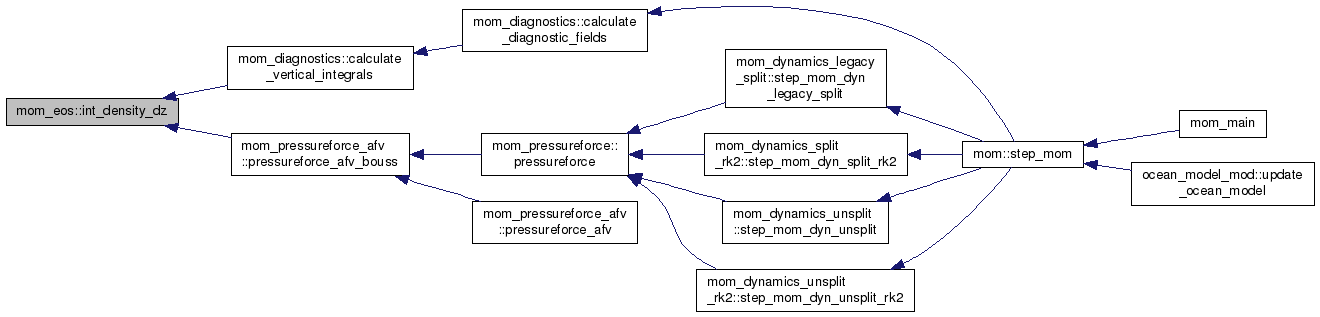 mom_eos::int_density_dz
mom_diagnostics::calculate
_vertical_integrals
mom_diagnostics::calculate
_diagnostic_fields
mom_pressureforce_afv
::pressureforce_afv_bouss
mom_pressureforce::
pressureforce
mom_pressureforce_afv
::pressureforce_afv
mom_dynamics_legacy
_split::step_mom_dyn
_legacy_split
mom_dynamics_split
_rk2::step_mom_dyn_split_rk2
mom_dynamics_unsplit
::step_mom_dyn_unsplit
mom_dynamics_unsplit
_rk2::step_mom_dyn_unsplit_rk2
mom::step_mom
mom_main
ocean_model_mod::update
_ocean_model